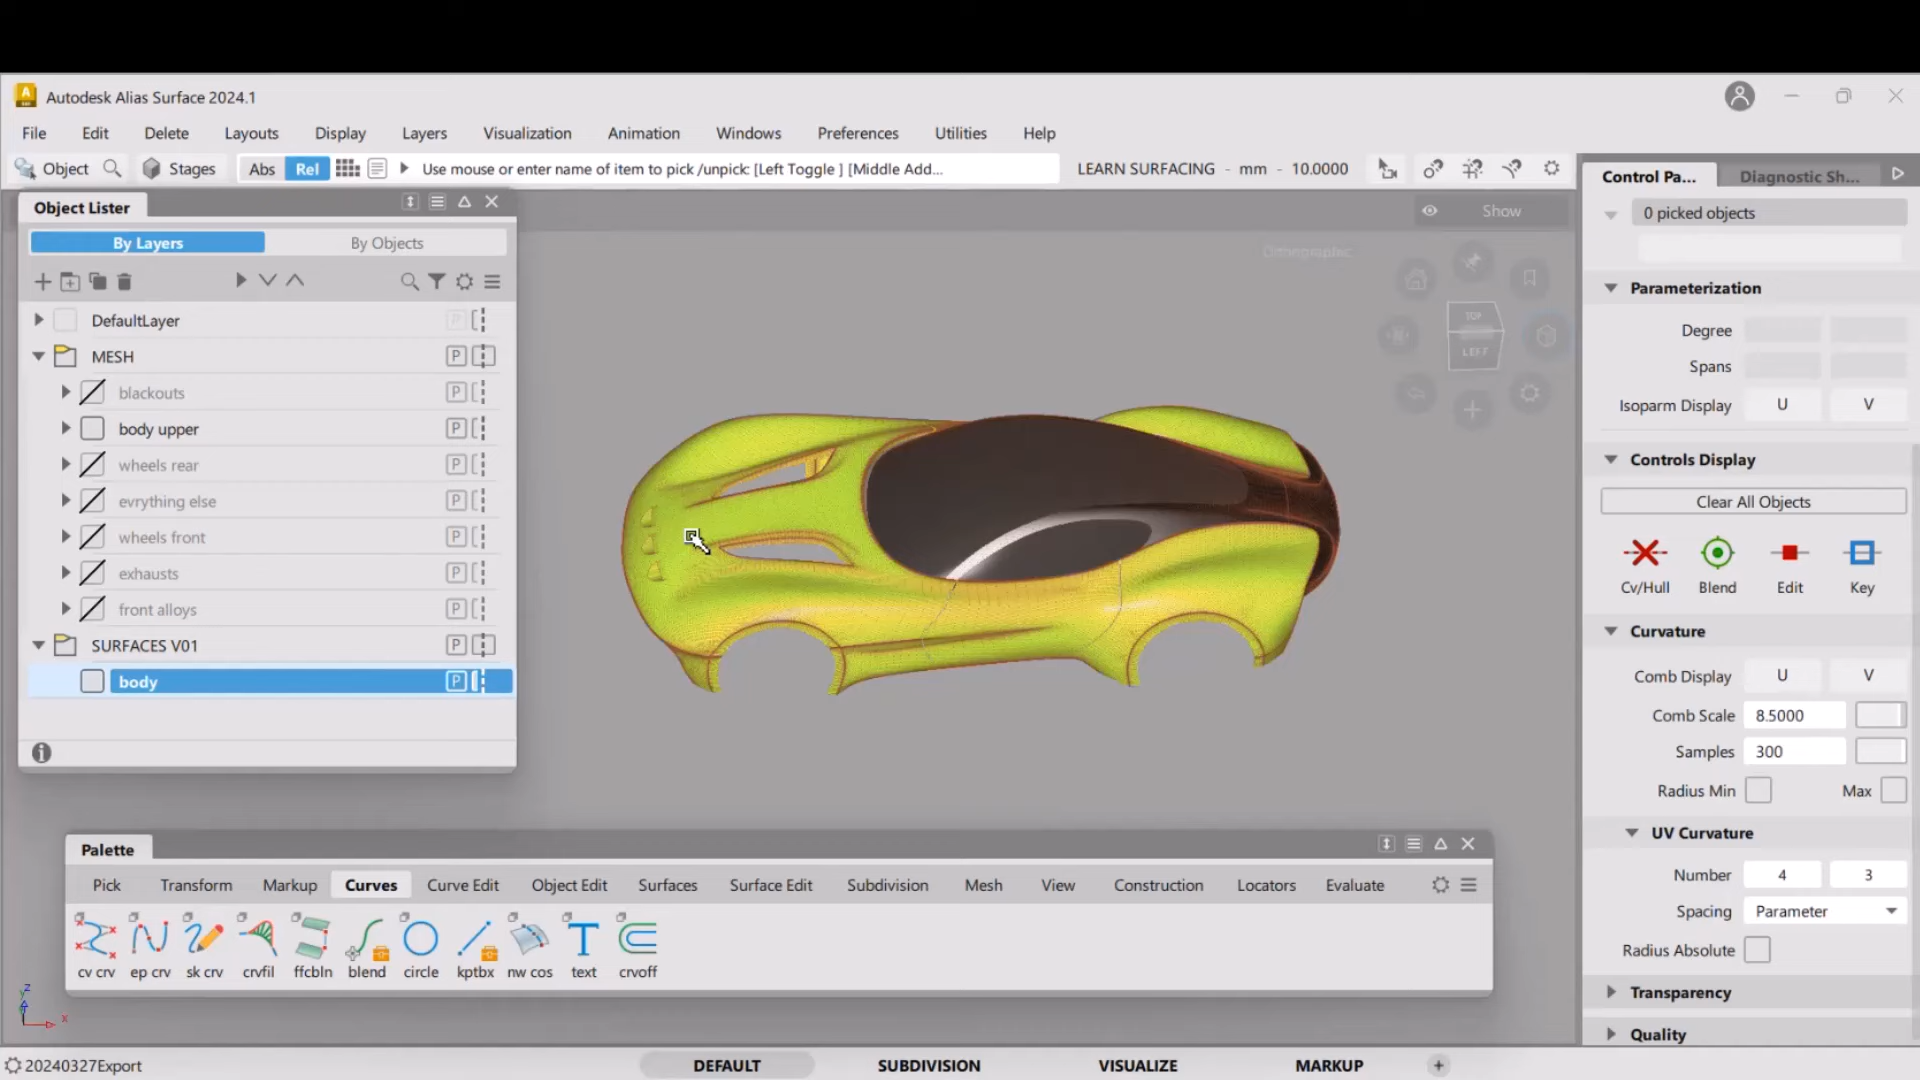 Autodesk Alias Surface 2024.1
File Edit Delete Layouts Display Layers Visualization Animation Windows Preferences Utilities Help
Object Stages Abs Rel Use mouse or enter name of item to pick /unpick: [Left Toggle ] [Middle Add... LEARN SURFACING - mm - 10.0000
Control Pa... Diagnostic Sh...
Object Lister
Show
0 picked objects
By Layers By Objects
Orthographic
Parameterization
DefaultLayer P
TOP
LEFT
Degree
MESH P
Spans
blackouts P
Isoparm Display U V
body upper P
Controls Display
wheels rear P
evrything else P
Clear All Objects
wheels front P
exhausts P
Cv/Hull Blend Edit Key
front alloys P
Curvature
SURFACES V01 P
body P
Comb Display U V
Comb Scale 8.5000
Samples 300
Radius Min Max
UV Curvature
Palette
Number 4 3
Pick Transform Markup Curves Curve Edit Object Edit Surfaces Surface Edit Subdivision Mesh View Construction Locators Evaluate
Spacing Parameter
T
Radius Absolute
cv crv ep crv sk crv crvfil ffcbln blend circle kptbx nw cos text crvoff
Transparency
Z
X
Quality
20240327Export
DEFAULT SUBDIVISION VISUALIZE MARKUP +